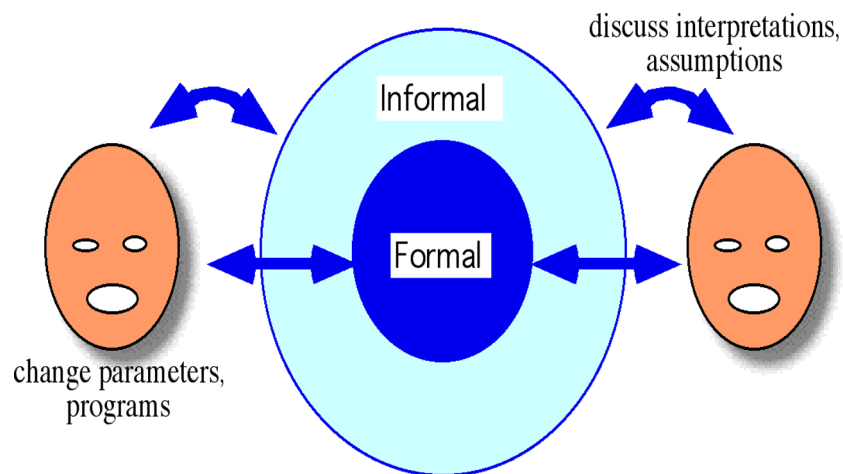 discuss interpretations,
assumptions
Informal
Formal
change parameters,
programs